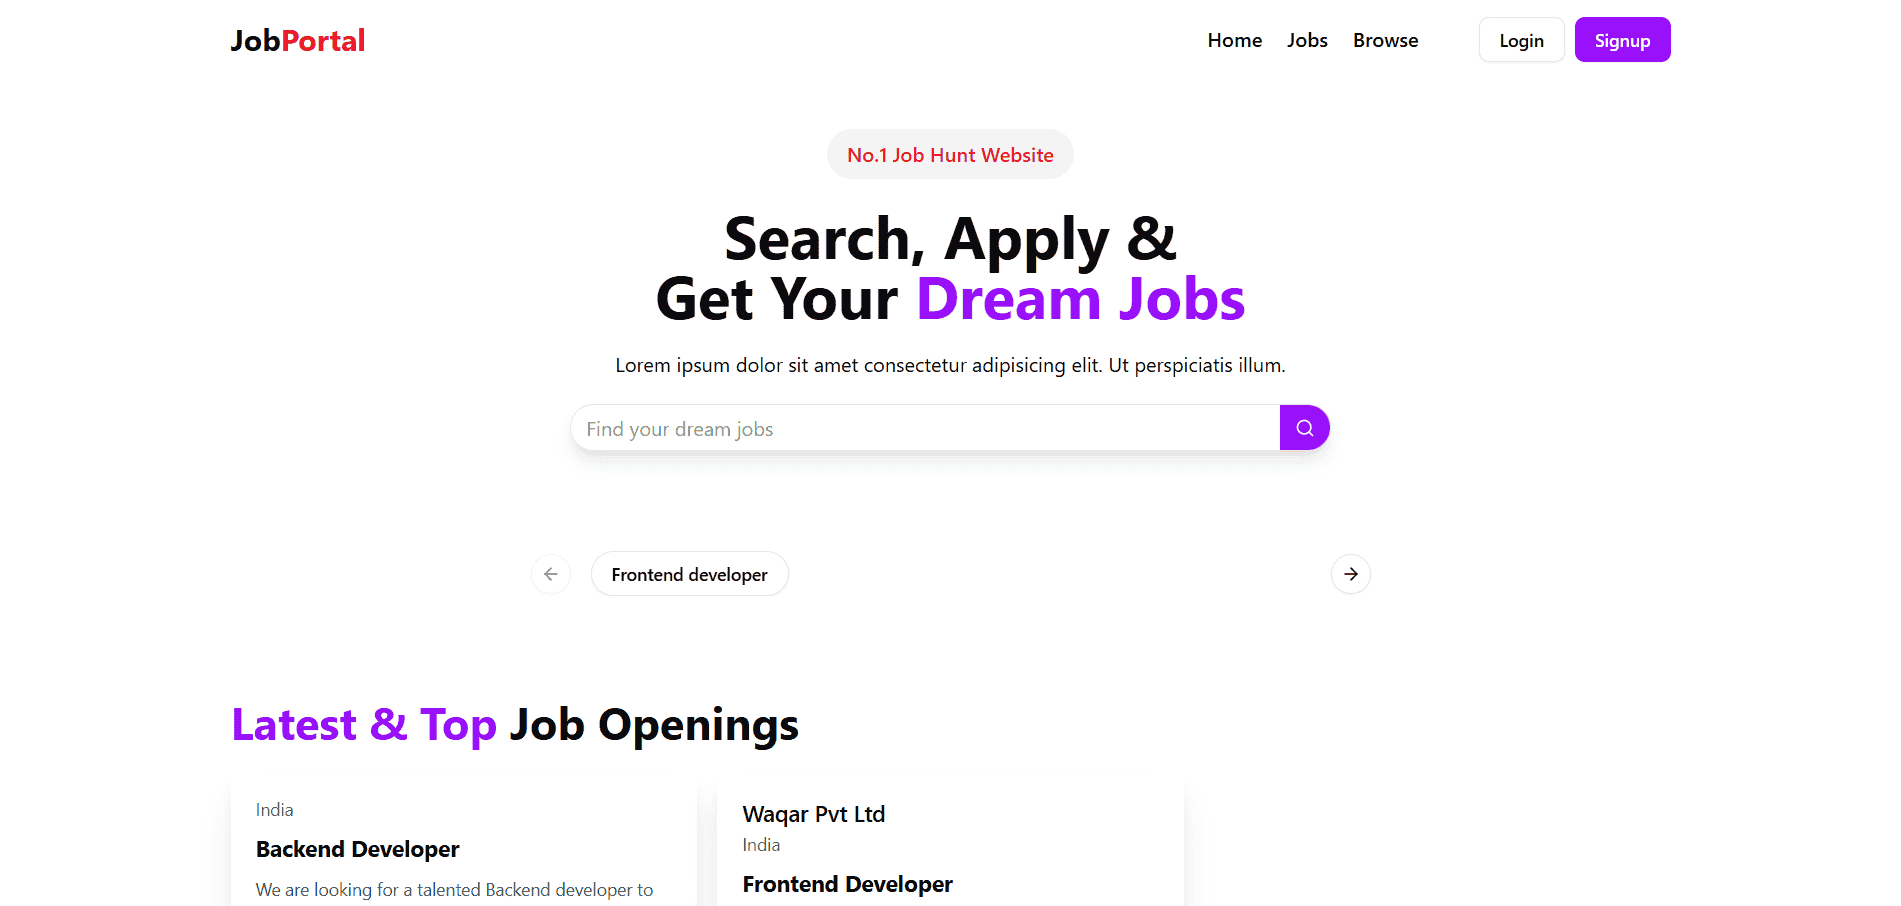 JobPortal
Home
Jobs
Browse
Login
Signup
No.1 Job Hunt Website
Search, Apply &
Get Your Dream Jobs
Lorem ipsum dolor sit amet consectetur adipisicing elit. Ut perspiciatis illum.
Find your dream jobs
Frontend developer
Latest & Top Job Openings
India
Backend Developer
We are looking for a talented Backend developer to
Waqar Pvt Ltd
India
Frontend Developer